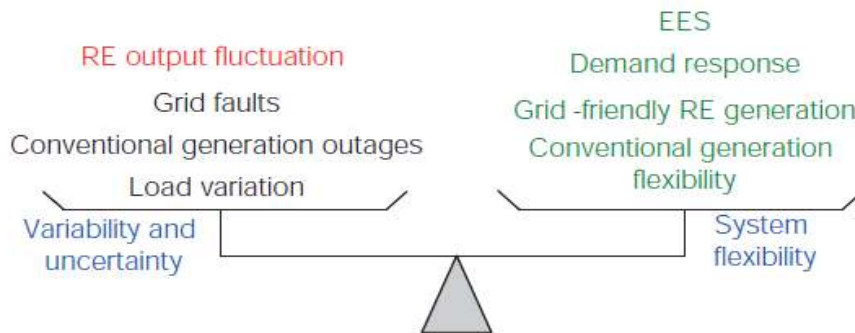 RE output fluctuation
Grid faults
Conventional generation outages
Load variation
Variability and
uncertainty
EES
Demand response
Grid -friendly RE generation
Conventional generation
flexibility
System
flexibility